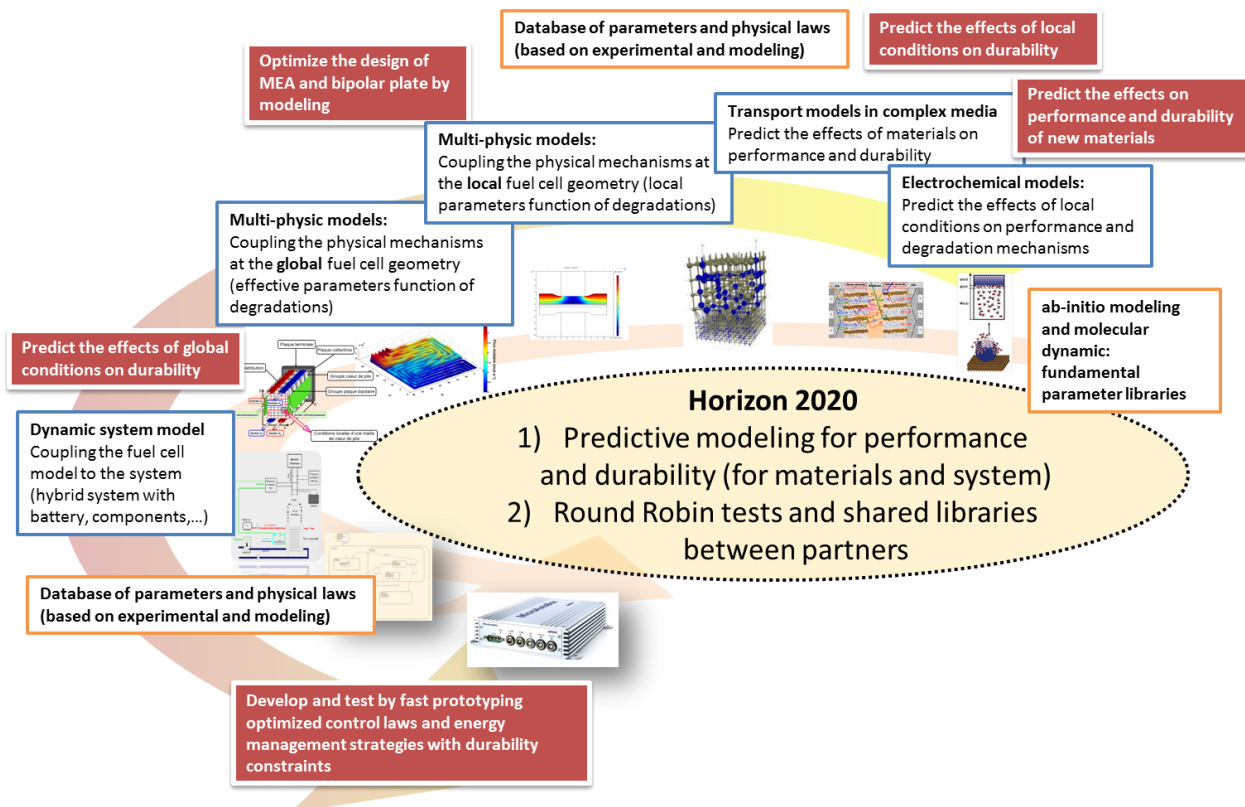 Database of parameters and physical laws
(based on experimental and modeling)
Predict the effects of local
conditions on durability
Optimize the design of
MEA and bipolar plate by
modeling
Predict the effects on
performance and durability
of new materials
Transport models in complex media
Predict the effects of materials on
performance and durability
Multi-physic models:
Coupling the physical mechanisms at
the local fuel cell geometry (local
parameters function of degradations)
Electrochemical models:
Predict the effects of local
conditions on performance and
degradation mechanisms
Multi-physic models:
Coupling the physical mechanisms
at the global fuel cell geometry
(effective parameters function of
degradations)
ab-initio modeling
and molecular
dynamic:
fundamental
parameter libraries
Predict the effects of global
conditions on durability
Plaque terminale
Plaque collectrice
Groupe coeur de pile
Groupe plaque bipolaire
Conditions locales d'une maille
de coeur de pile
Horizon 2020
1) Predictive modeling for performance
and durability (for materials and system)
2) Round Robin tests and shared libraries
between partners
Dynamic system model
Coupling the fuel cell
model to the system
(hybrid system with
battery, components,...)
Database of parameters and physical laws
(based on experimental and modeling)
MicroAutoBox
Develop and test by fast prototyping
optimized control laws and energy
management strategies with durability
constraints